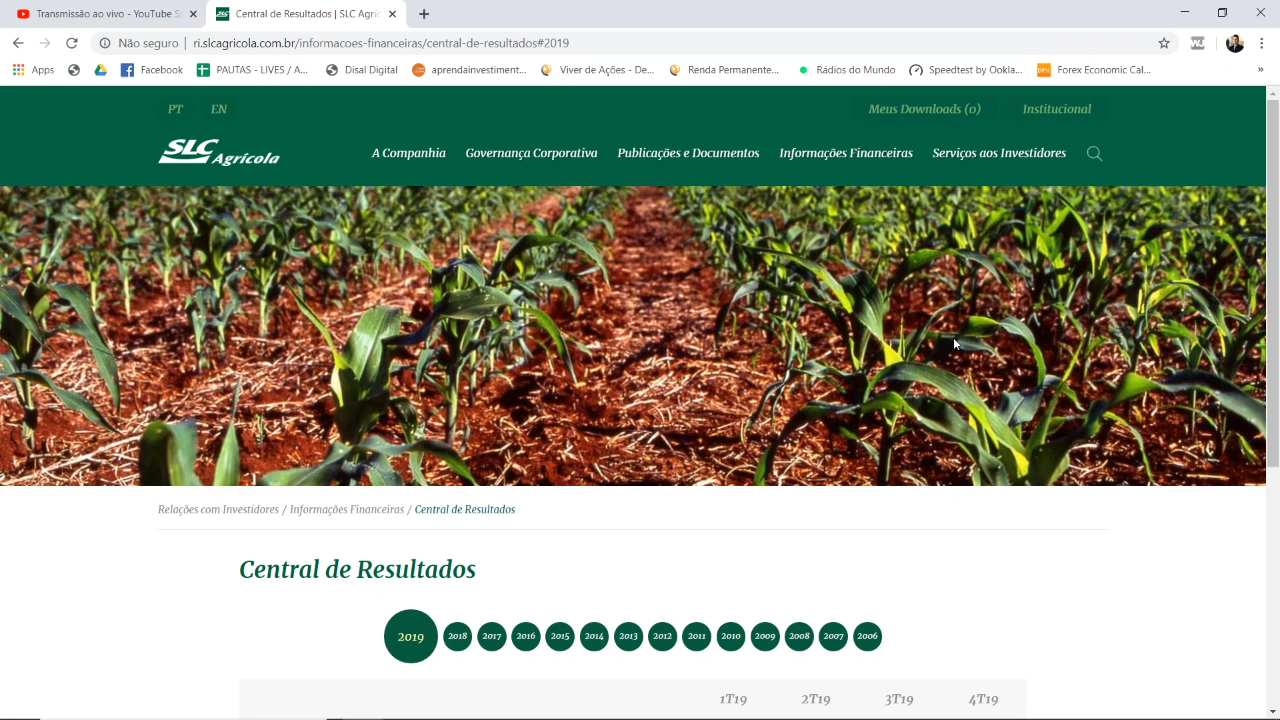 Transmissão ao vivo - YouTube S
Central de Resultados | SLC Agríc
Não seguro
ri.slcagricola.com.br/informacoes-financeiras/central-de-resultados#2019
Apps
Facebook
PAUTAS - LIVES / A...
Disal Digital
aprendainvestiment...
Viver de Ações - De...
Renda Permanente...
Rádios do Mundo
Speedtest by Ookla...
Forex Economic Cal...
»
PT
EN
Meus Downloads (0)
Institucional
SLC Agrícola
A Companhia
Governança Corporativa
Publicações e Documentos
Informações Financeiras
Serviços aos Investidores
Relações com Investidores / Informações Financeiras / Central de Resultados
Central de Resultados
2019 2018 2017 2016 2015 2014 2013 2012 2011 2010 2009 2008 2007 2006
1T19 2T19 3T19 4T19